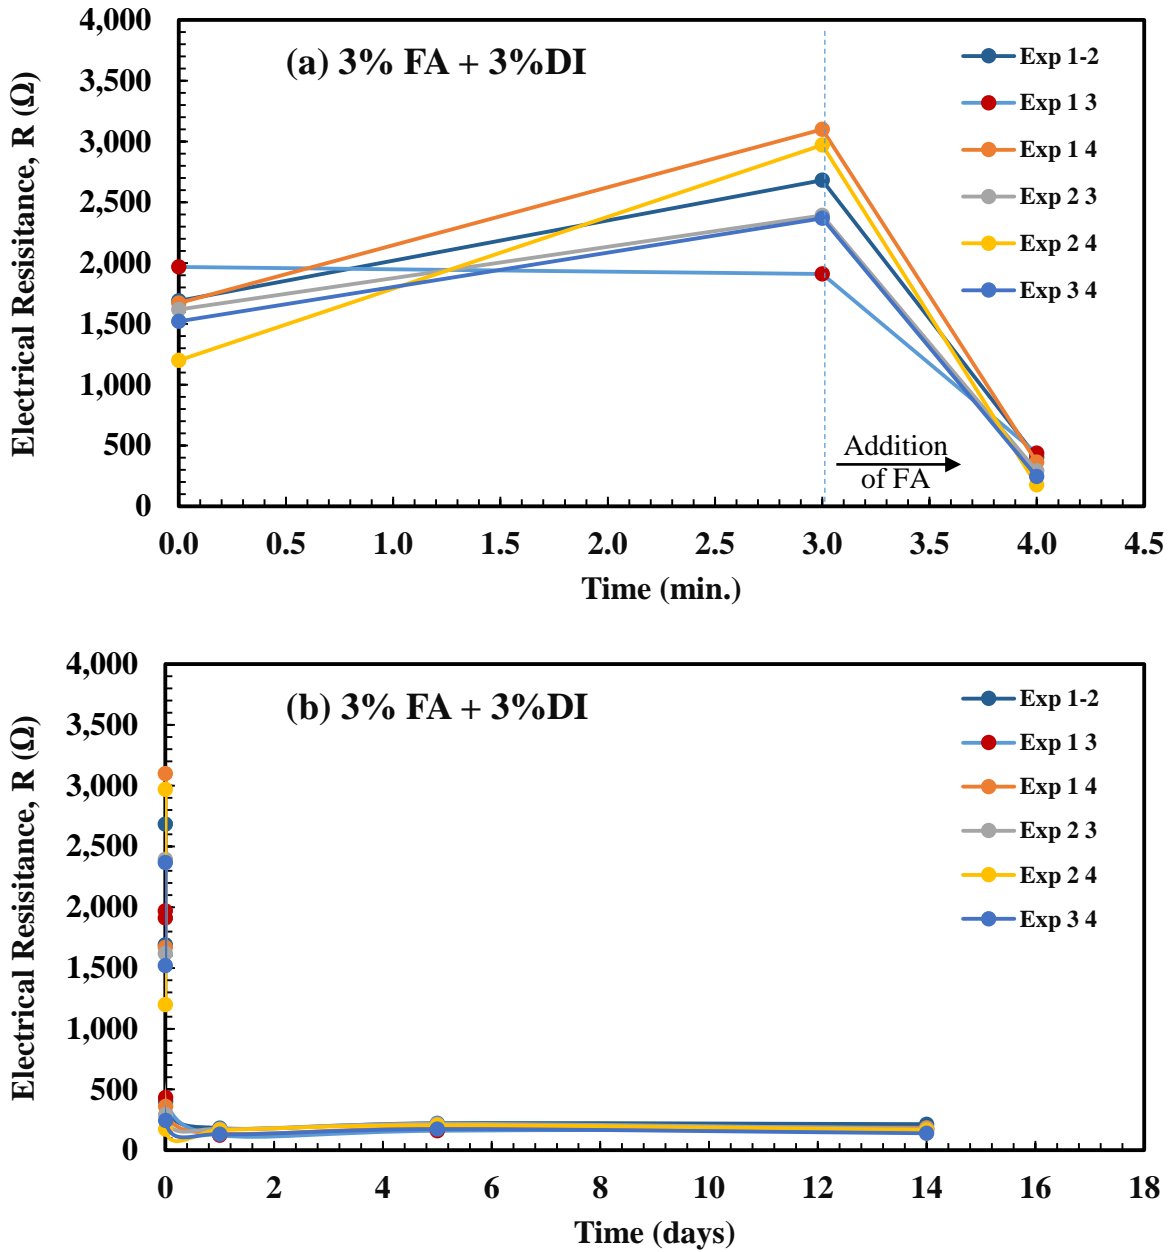 (a) 3% FA + 3%DI
Electrical Resisitance, R (Ω)
4,000
3,500
3,000
2,500
2,000
1,500
1,000
500
0
Exp 1-2
Exp 1 3
Exp 1 4
Exp 2 3
Exp 2 4
Exp 3 4
Addition
of FA
0.0 0.5 1.0 1.5 2.0 2.5 3.0 3.5 4.0 4.5
Time (min.)
(b) 3% FA + 3%DI
Electrical Resisitance, R (Ω)
4,000
3,500
3,000
2,500
2,000
1,500
1,000
500
0
Exp 1-2
Exp 1 3
Exp 1 4
Exp 2 3
Exp 2 4
Exp 3 4
0 2 4 6 8 10 12 14 16 18
Time (days)